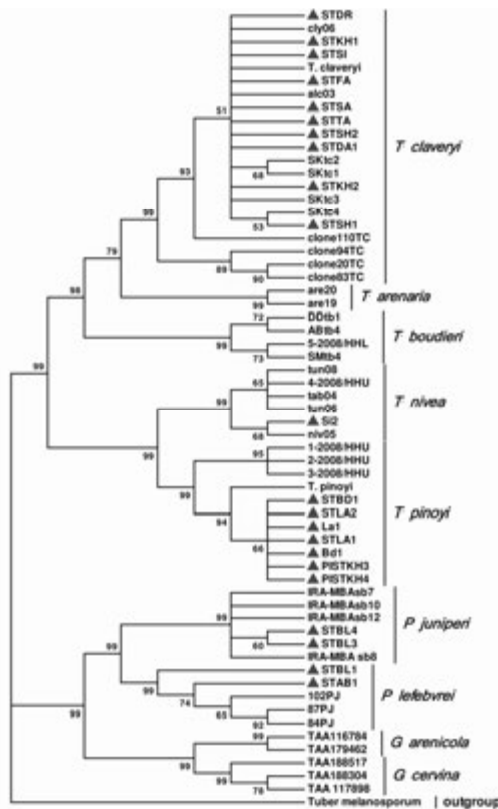 ▲ STDR
cly06
▲ STKH1
▲ STSI
T. claveryi
▲ STFA
alc03
▲ STSA
▲ STTA
▲ STSH2
▲ STDA1
SKtc2
SKtc1
▲ STKH2
SKtc3
SKtc4
▲ STSH1
clone110TC
clone94TC
clone20TC
clone83TC
are20
are19
DDtb1
ABtb4
5-2008/HHL
SMtb4
tun08
4-2008/HHU
tab04
tun06
▲ Si2
niv05
1-2008/HHU
2-2008/HHU
3-2008/HHU
T. pinoyi
▲ STBD1
▲ STLA2
▲ La1
▲ STLA1
▲ Bd1
▲ PISTKH3
▲ PISTKH4
IRA-MBAsb7
IRA-MBAsb10
IRA-MBAsb12
▲ STBL4
▲ STBL3
IRA-MBA sb8
▲ STBL1
▲ STAB1
102PJ
87PJ
84PJ
TAA116784
TAA179462
TAA188517
TAA188304
TAA 117898
Tuber melanosporum
T claveryi
T arenaria
T boudieri
T nivea
T pinoyi
P juniperi
P lefebvrei
G arenicola
G cervina
outgroup
51
68
53
93
99
89
90
79
99
98
72
99
73
99
65
99
68
99
95
99
94
66
99
60
99
99
74
65
92
99
99
99
99
78